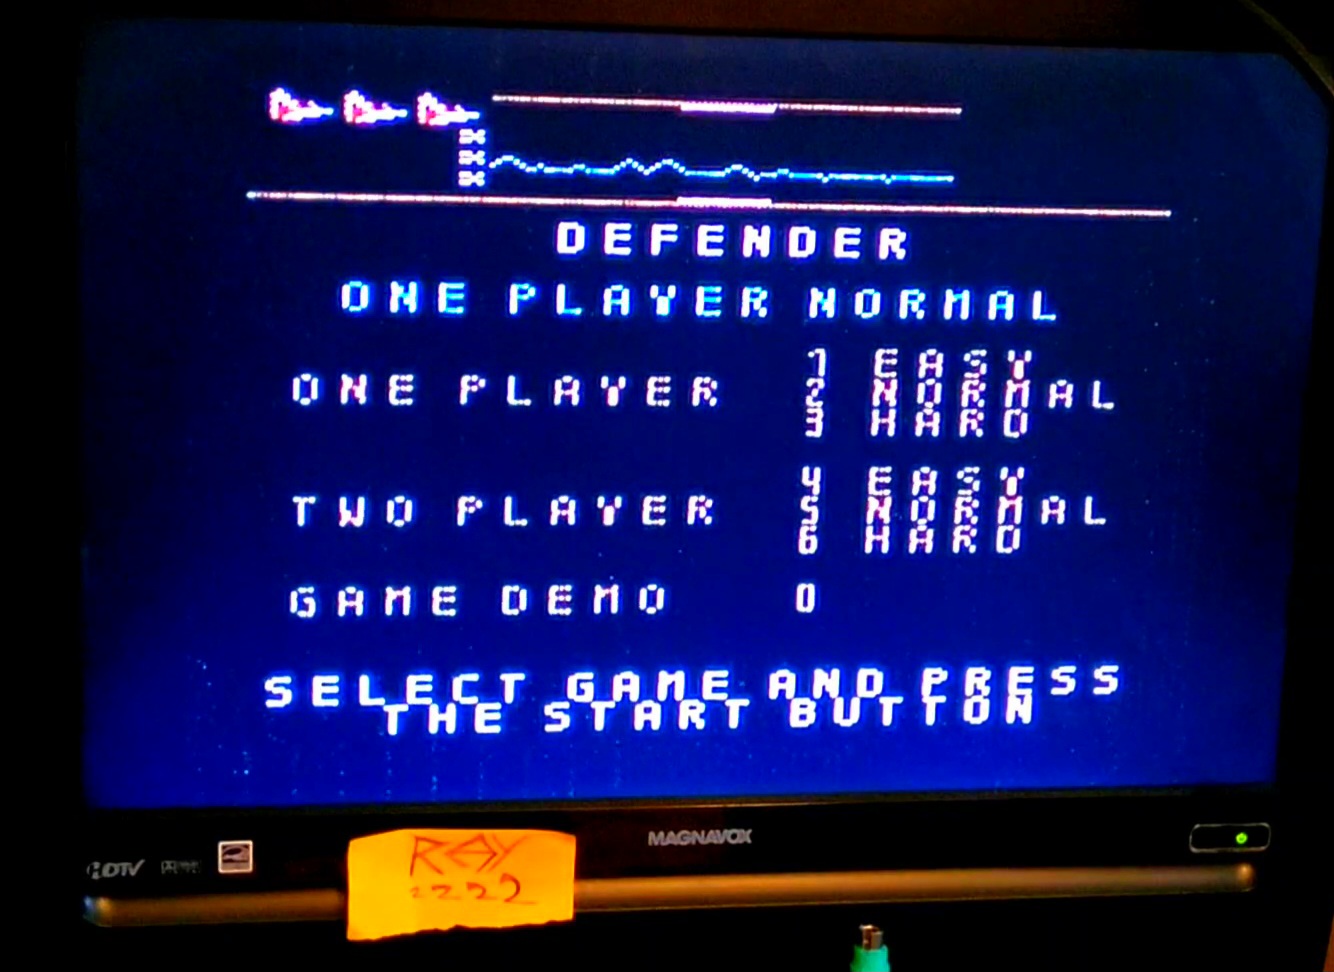 DEFENDER
ONE PLAYER NORMAL
1 EASY
ONE PLAYER 2 NORMAL
3 HARD
4 EASY
TWO PLAYER 5 NORMAL
6 HARD
GAME DEMO 0
SELECT GAME AND PRESS
THE START BUTTON
MAGNAVOX
HDTV
RAY
2222